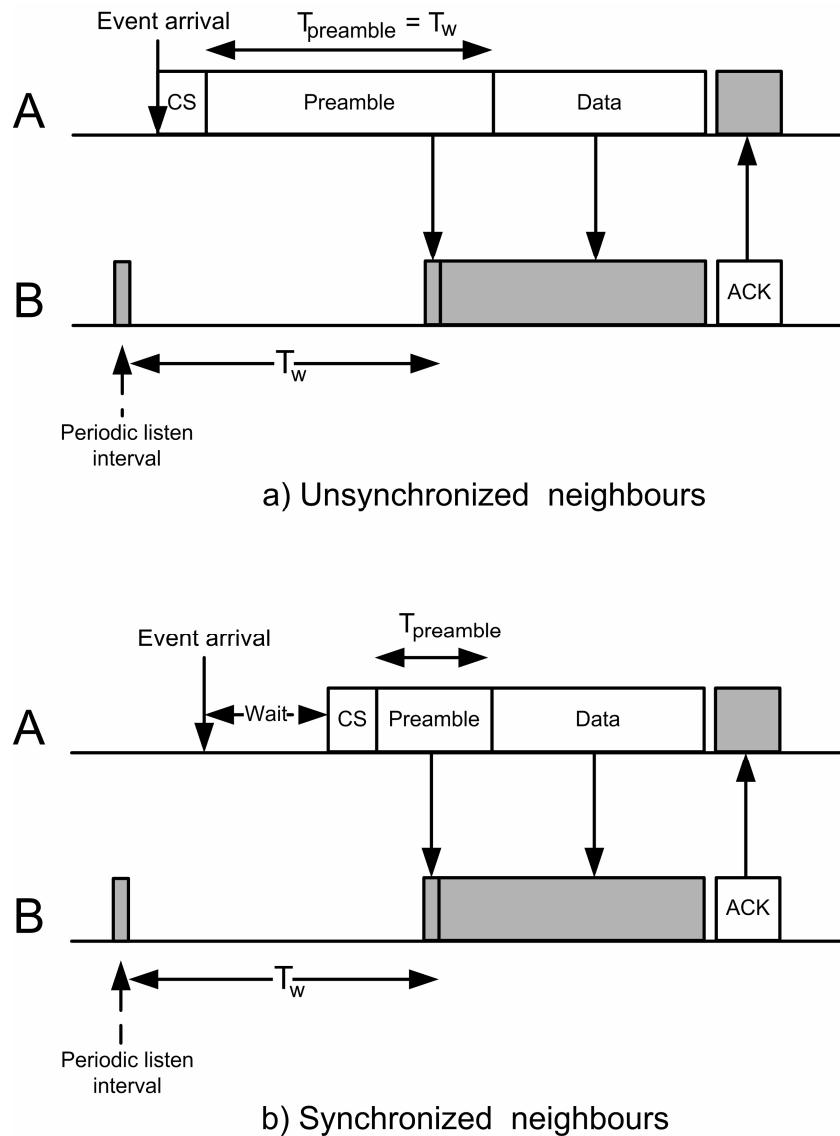 Event arrival
Tpreamble = Tw
A
CS
Preamble
Data
B
ACK
Tw
Periodic listen
interval
a) Unsynchronized neighbours
Tpreamble
Event arrival
A
Wait
CS
Preamble
Data
B
ACK
Tw
Periodic listen
interval
b) Synchronized neighbours